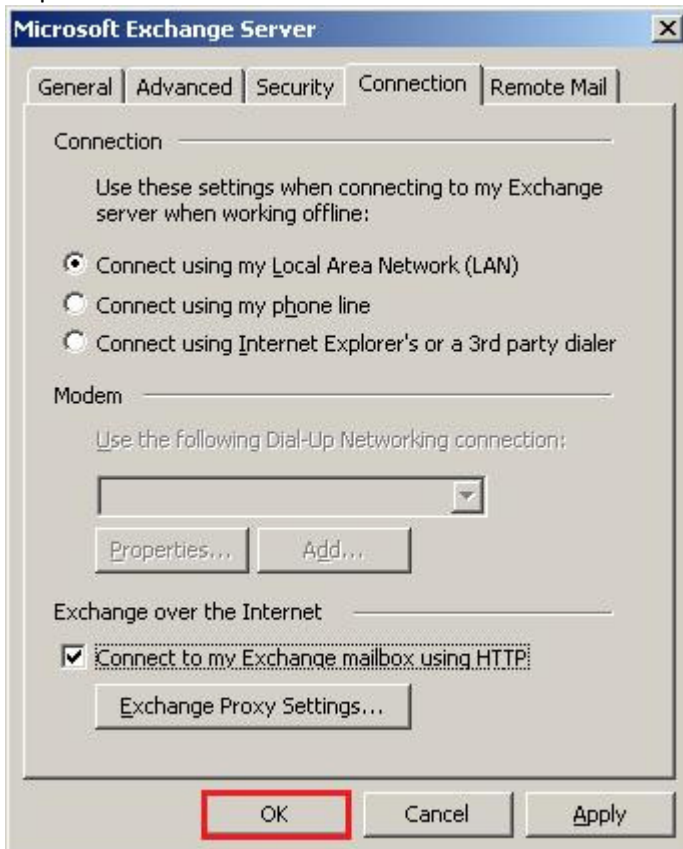 Microsoft Exchange Server
General Advanced Security Connection Remote Mail
Connection
Use these settings when connecting to my Exchange
server when working offline:
Connect using my Local Area Network (LAN)
Connect using my phone line
Connect using Internet Explorer's or a 3rd party dialer
Modem
Use the following Dial-Up Networking connection:
Properties... Add...
Exchange over the Internet
Connect to my Exchange mailbox using HTTP
Exchange Proxy Settings...
OK Cancel Apply